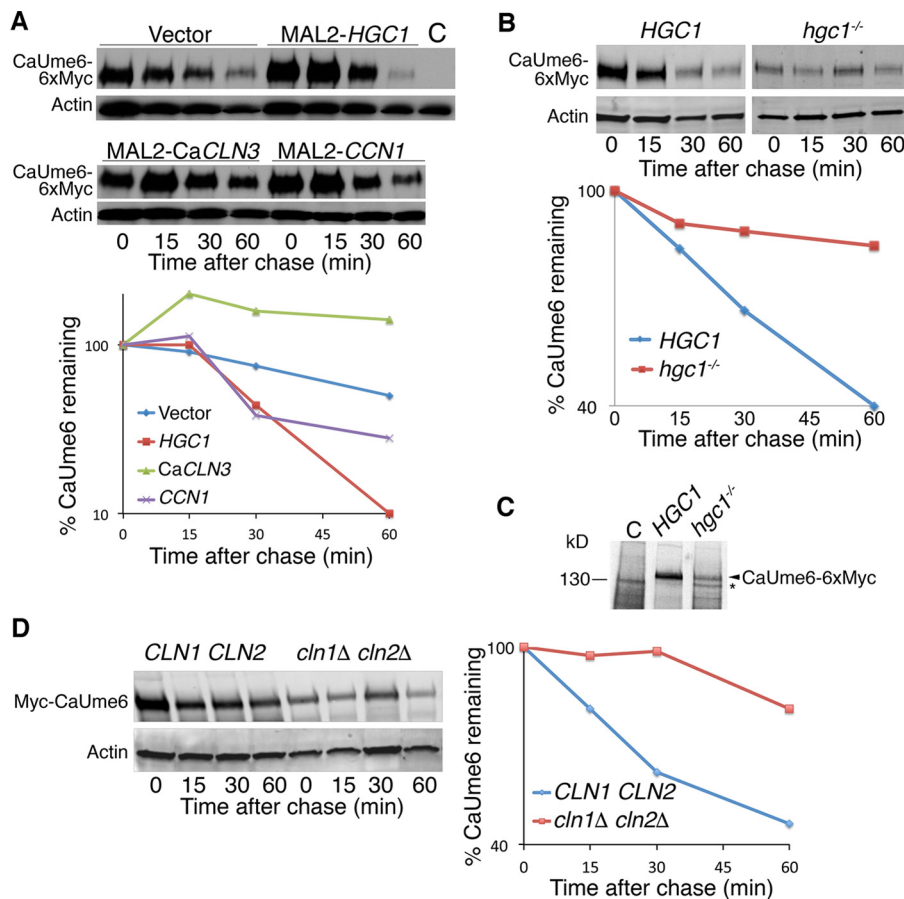 A
Vector MAL2-HGC1 C
CaUme6-
6xMyc
Actin
MAL2-CaCLN3 MAL2-CCN1
CaUme6-
6xMyc
Actin
0 15 30 60 0 15 30 60
Time after chase (min)
% CaUme6 remaining
100
10
Vector
HGC1
CaCLN3
CCN1
0 15 30 45 60
Time after chase (min)
B
HGC1 hgc1-/-
CaUme6-
6xMyc
Actin
0 15 30 60 0 15 30 60
Time after chase (min)
% CaUme6 remaining
100
40
HGC1
hgc1-/-
0 15 30 45 60
Time after chase (min)
C
kD C HGC1 hgc1-/-
130 CaUme6-6xMyc
*
D
CLN1 CLN2 cln1Δ cln2Δ
Myc-CaUme6
Actin
0 15 30 60 0 15 30 60
Time after chase (min)
% CaUme6 remaining
100
40
CLN1 CLN2
cln1Δ cln2Δ
0 15 30 45 60
Time after chase (min)